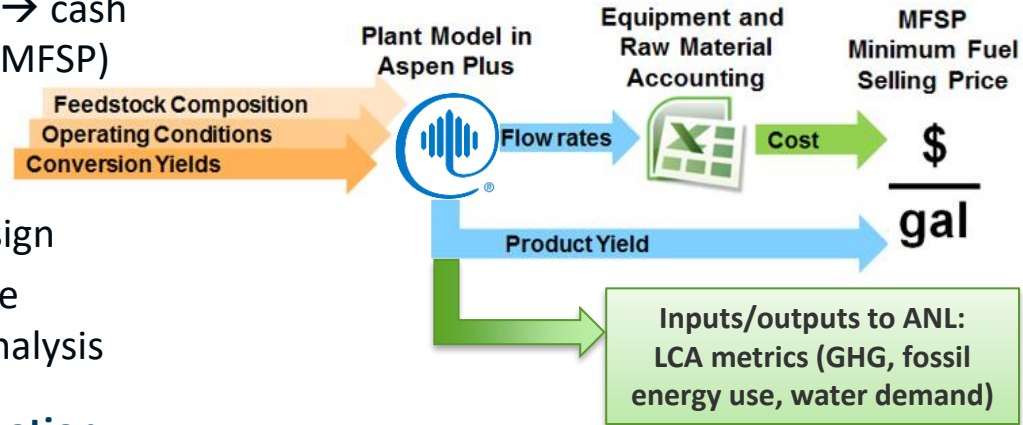 → cash
MFSP)
sign
e
nalysis
Plant Model in
Aspen Plus
Equipment and
Raw Material
Accounting
MFSP
Minimum Fuel
Selling Price
Feedstock Composition
Operating Conditions
Conversion Yields
®
Flow rates
X
Cost
$
gal
Product Yield
Inputs/outputs to ANL:
LCA metrics (GHG, fossil
energy use, water demand)